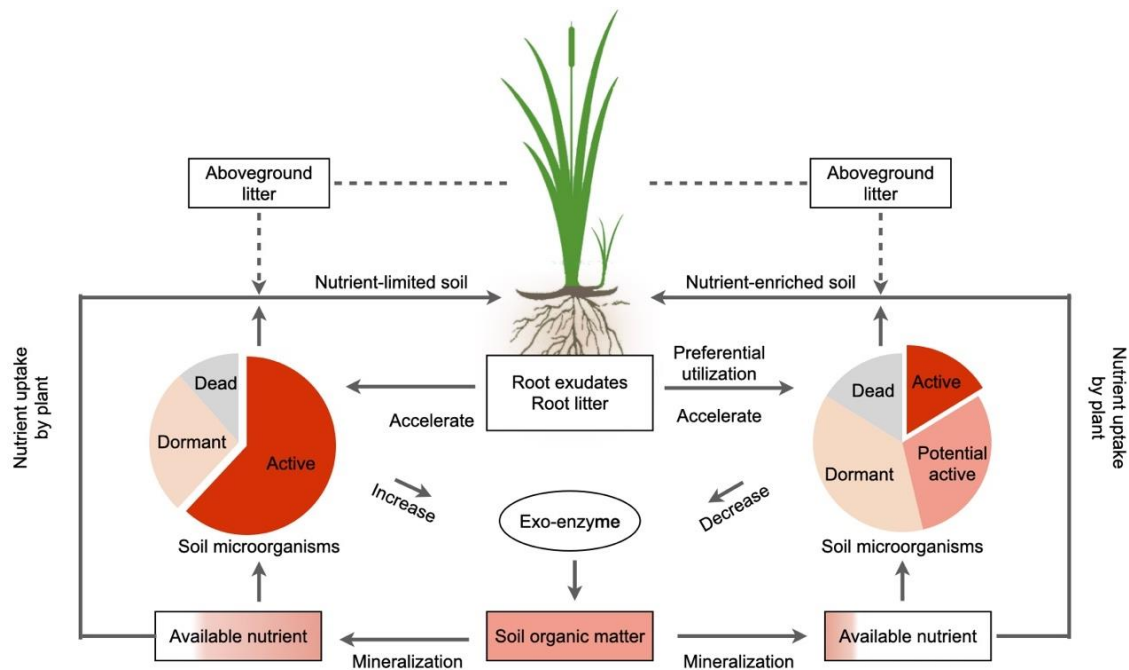 Aboveground
litter
Aboveground
litter
Nutrient-limited soil
Nutrient-enriched soil
Nutrient uptake
by plant
Nutrient uptake
by plant
Dead
Dormant
Active
Soil microorganisms
Accelerate
Root exudates
Root litter
Preferential
utilization
Accelerate
Dead
Active
Potential
active
Dormant
Soil microorganisms
Increase
Exo-enzyme
Decrease
Available nutrient
Mineralization
Soil organic matter
Mineralization
Available nutrient